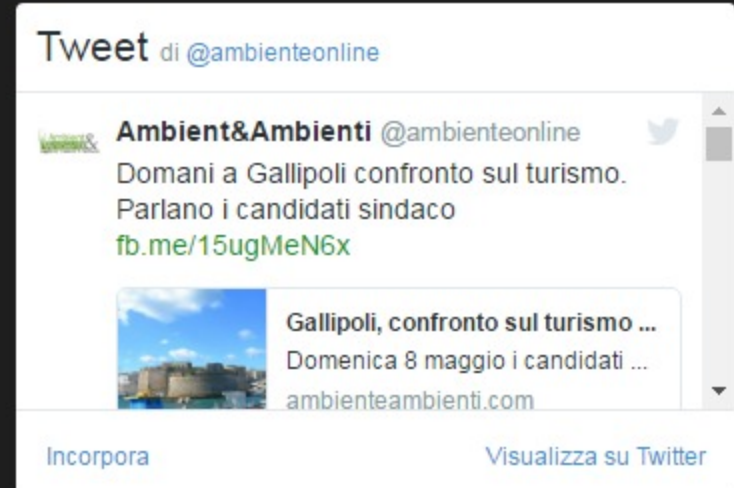 Tweet di @ambienteonline
Ambient&Ambienti @ambienteonline
Domani a Gallipoli confronto sul turismo.
Parlano i candidati sindaco
fb.me/15ugMeN6x
Gallipoli, confronto sul turismo ...
Domenica 8 maggio i candidati ...
ambienteambienti.com
Incorpora
Visualizza su Twitter